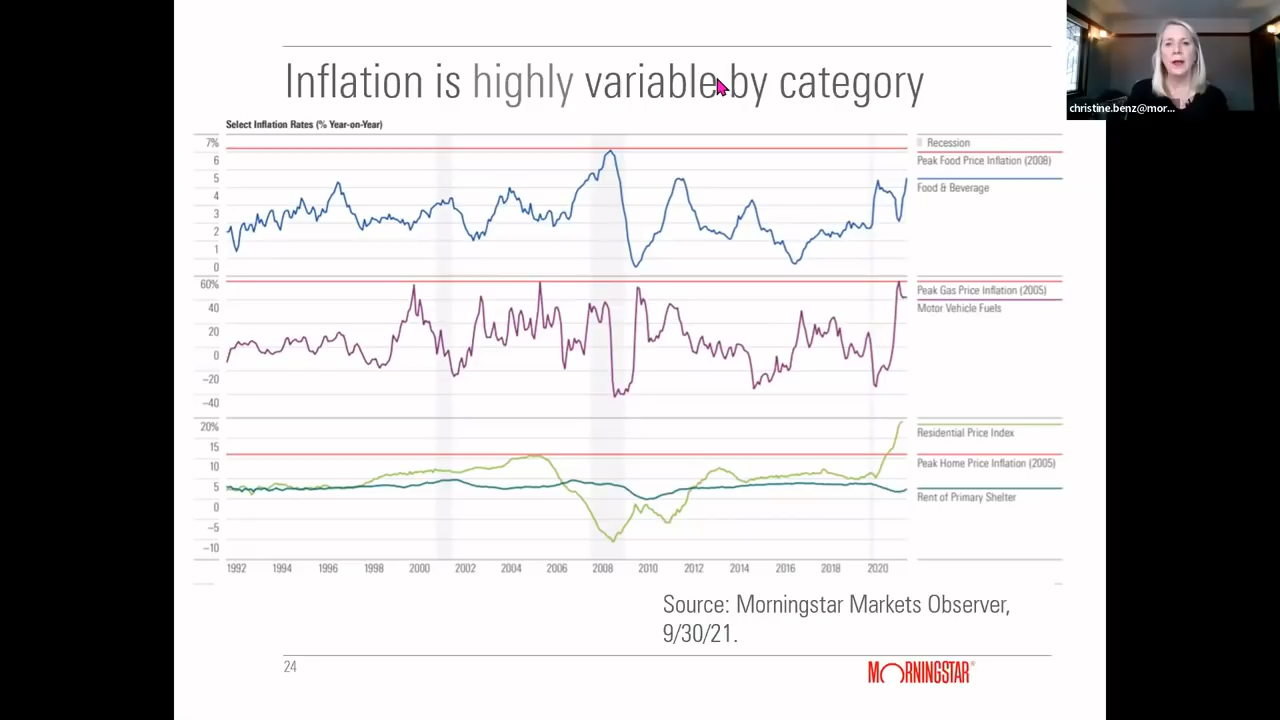 Inflation is highly variable by category
christine.benz@mor...
Select Inflation Rates (% Year-on-Year)
7%
6
5
4
3
2
1
0
Recession
Peak Food Price Inflation (2008)
Food & Beverage
60%
40
20
0
−20
−40
Peak Gas Price Inflation (2005)
Motor Vehicle Fuels
20%
15
10
5
0
−5
−10
Residential Price Index
Peak Home Price Inflation (2005)
Rent of Primary Shelter
1992 1994 1996 1998 2000 2002 2004 2006 2008 2010 2012 2014 2016 2018 2020
Source: Morningstar Markets Observer,
9/30/21.
24
MORNINGSTAR®